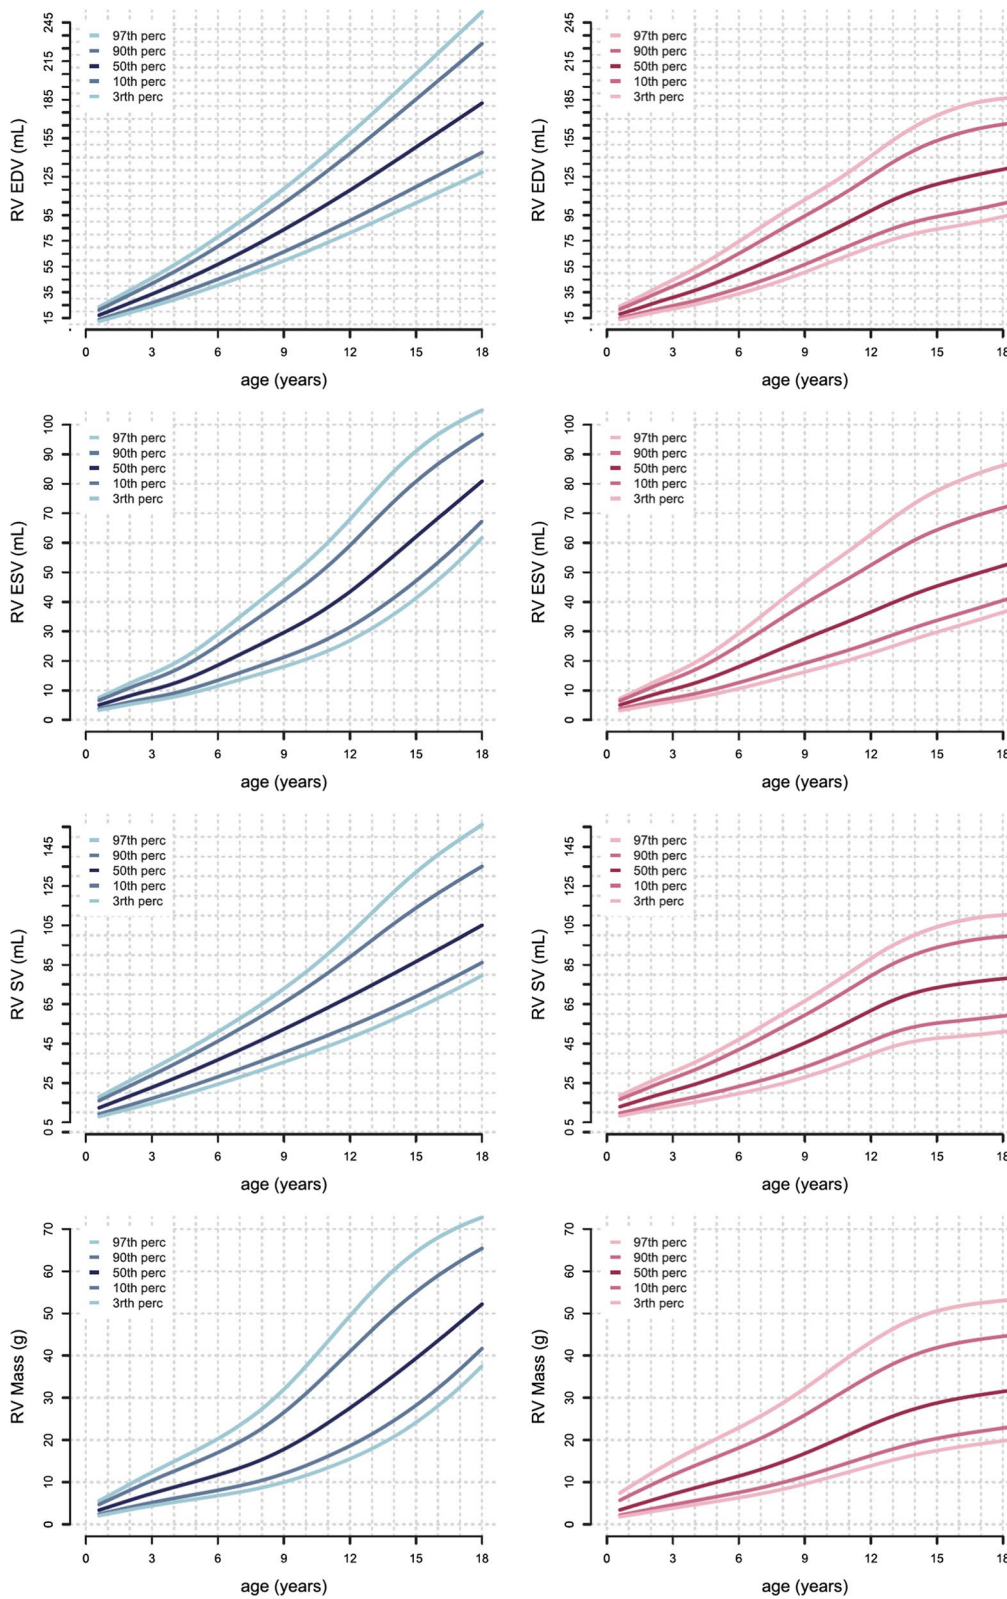 RV EDV (mL)
245
215
185
155
125
95
75
55
35
15
97th perc
90th perc
50th perc
10th perc
3rth perc
0 3 6 9 12 15 18
age (years)
RV EDV (mL)
245
215
185
155
125
95
75
55
35
15
97th perc
90th perc
50th perc
10th perc
3rth perc
0 3 6 9 12 15 18
age (years)
RV ESV (mL)
100
90
80
70
60
50
40
30
20
10
0
97th perc
90th perc
50th perc
10th perc
3rth perc
0 3 6 9 12 15 18
age (years)
RV ESV (mL)
100
90
80
70
60
50
40
30
20
10
0
97th perc
90th perc
50th perc
10th perc
3rth perc
0 3 6 9 12 15 18
age (years)
RV SV (mL)
145
125
105
85
65
45
25
0 5
97th perc
90th perc
50th perc
10th perc
3rth perc
0 3 6 9 12 15 18
age (years)
RV SV (mL)
145
125
105
85
65
45
25
0 5
97th perc
90th perc
50th perc
10th perc
3rth perc
0 3 6 9 12 15 18
age (years)
RV Mass (g)
70
60
50
40
30
20
10
0
97th perc
90th perc
50th perc
10th perc
3rth perc
0 3 6 9 12 15 18
age (years)
RV Mass (g)
70
60
50
40
30
20
10
0
97th perc
90th perc
50th perc
10th perc
3rth perc
0 3 6 9 12 15 18
age (years)